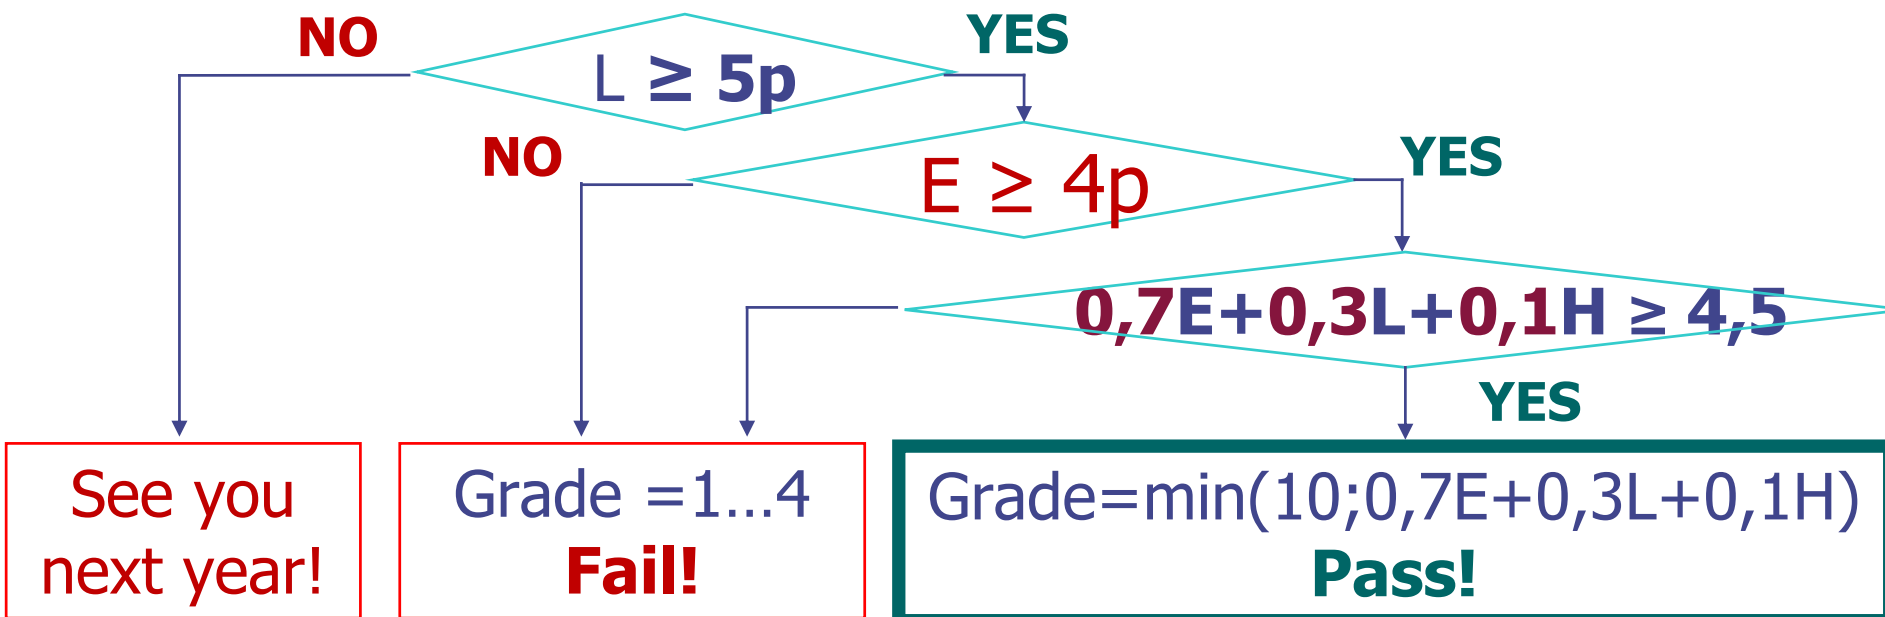 NO
YES
L ≥ 5p
NO
YES
E ≥ 4p
0,7E+0,3L+0,1H ≥ 4,5
YES
See you
next year!
Grade =1...4
Fail!
Grade=min(10;0,7E+0,3L+0,1H)
Pass!